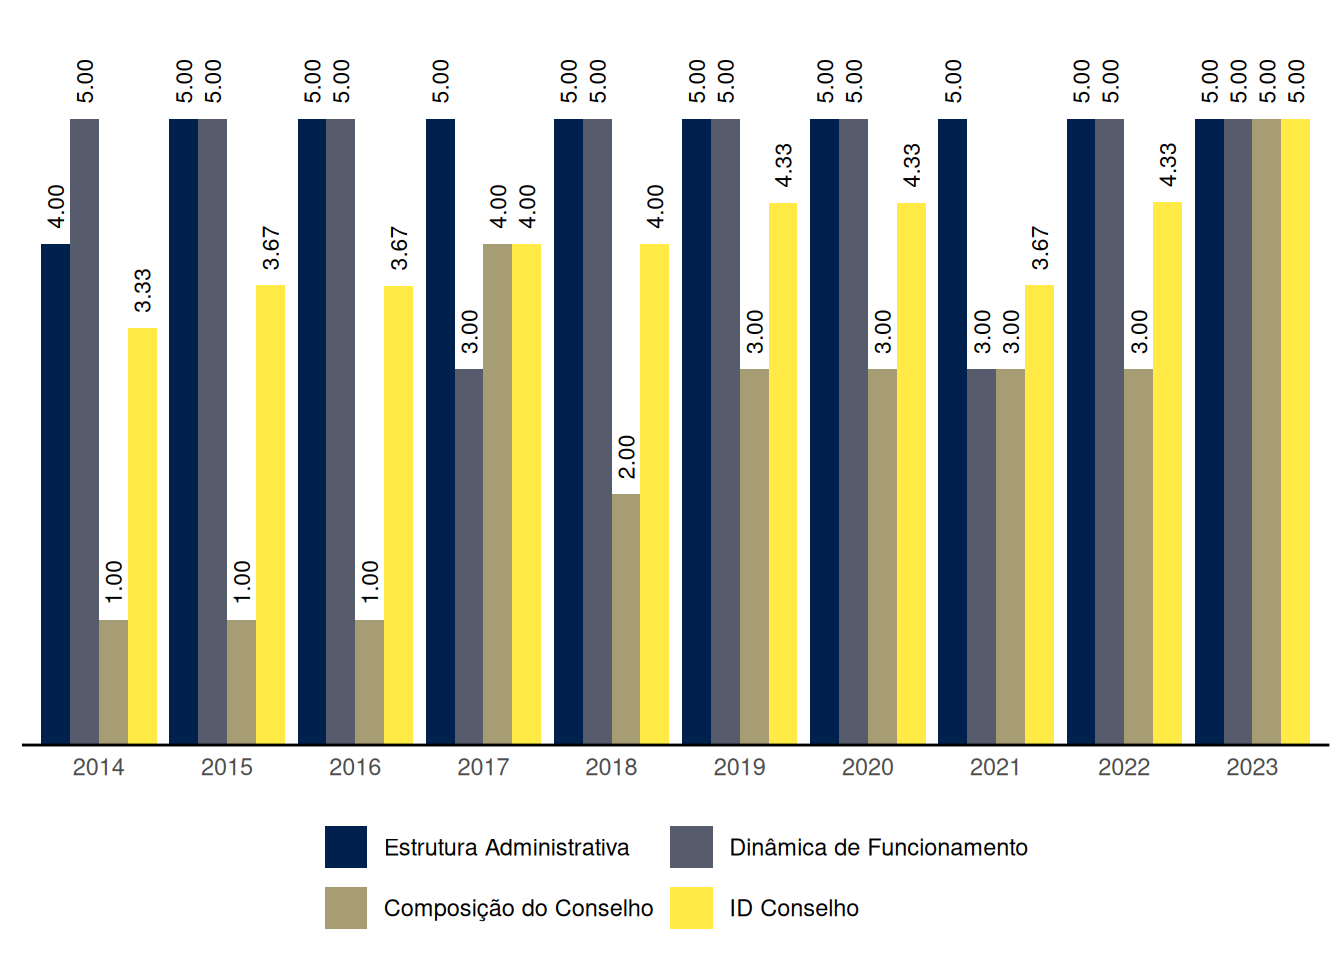 4.00 5.00 1.00 3.33
5.00 5.00 1.00 3.67
5.00 5.00 1.00 3.67
5.00 3.00 4.00 4.00
5.00 5.00 2.00 4.00
5.00 5.00 3.00 4.33
5.00 5.00 3.00 4.33
5.00 3.00 3.00 3.67
5.00 5.00 3.00 4.33
5.00 5.00 5.00 5.00
2014 2015 2016 2017 2018 2019 2020 2021 2022 2023
Estrutura Administrativa Dinâmica de Funcionamento
Composição do Conselho ID Conselho